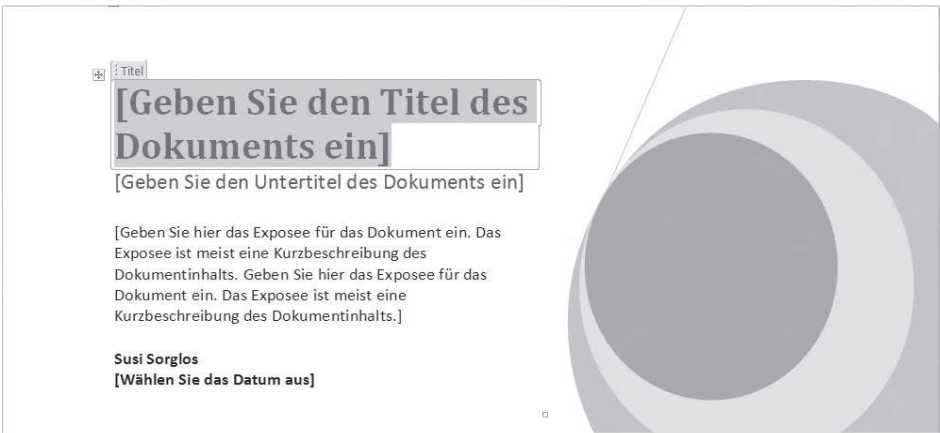 Titel
[Geben Sie den Titel des
Dokuments ein]
[Geben Sie den Untertitel des Dokuments ein]
[Geben Sie hier das Exposee für das Dokument ein. Das
Exposee ist meist eine Kurzbeschreibung des
Dokumentinhalts. Geben Sie hier das Exposee für das
Dokument ein. Das Exposee ist meist eine
Kurzbeschreibung des Dokumentinhalts.]
Susi Sorglos
[Wählen Sie das Datum aus]